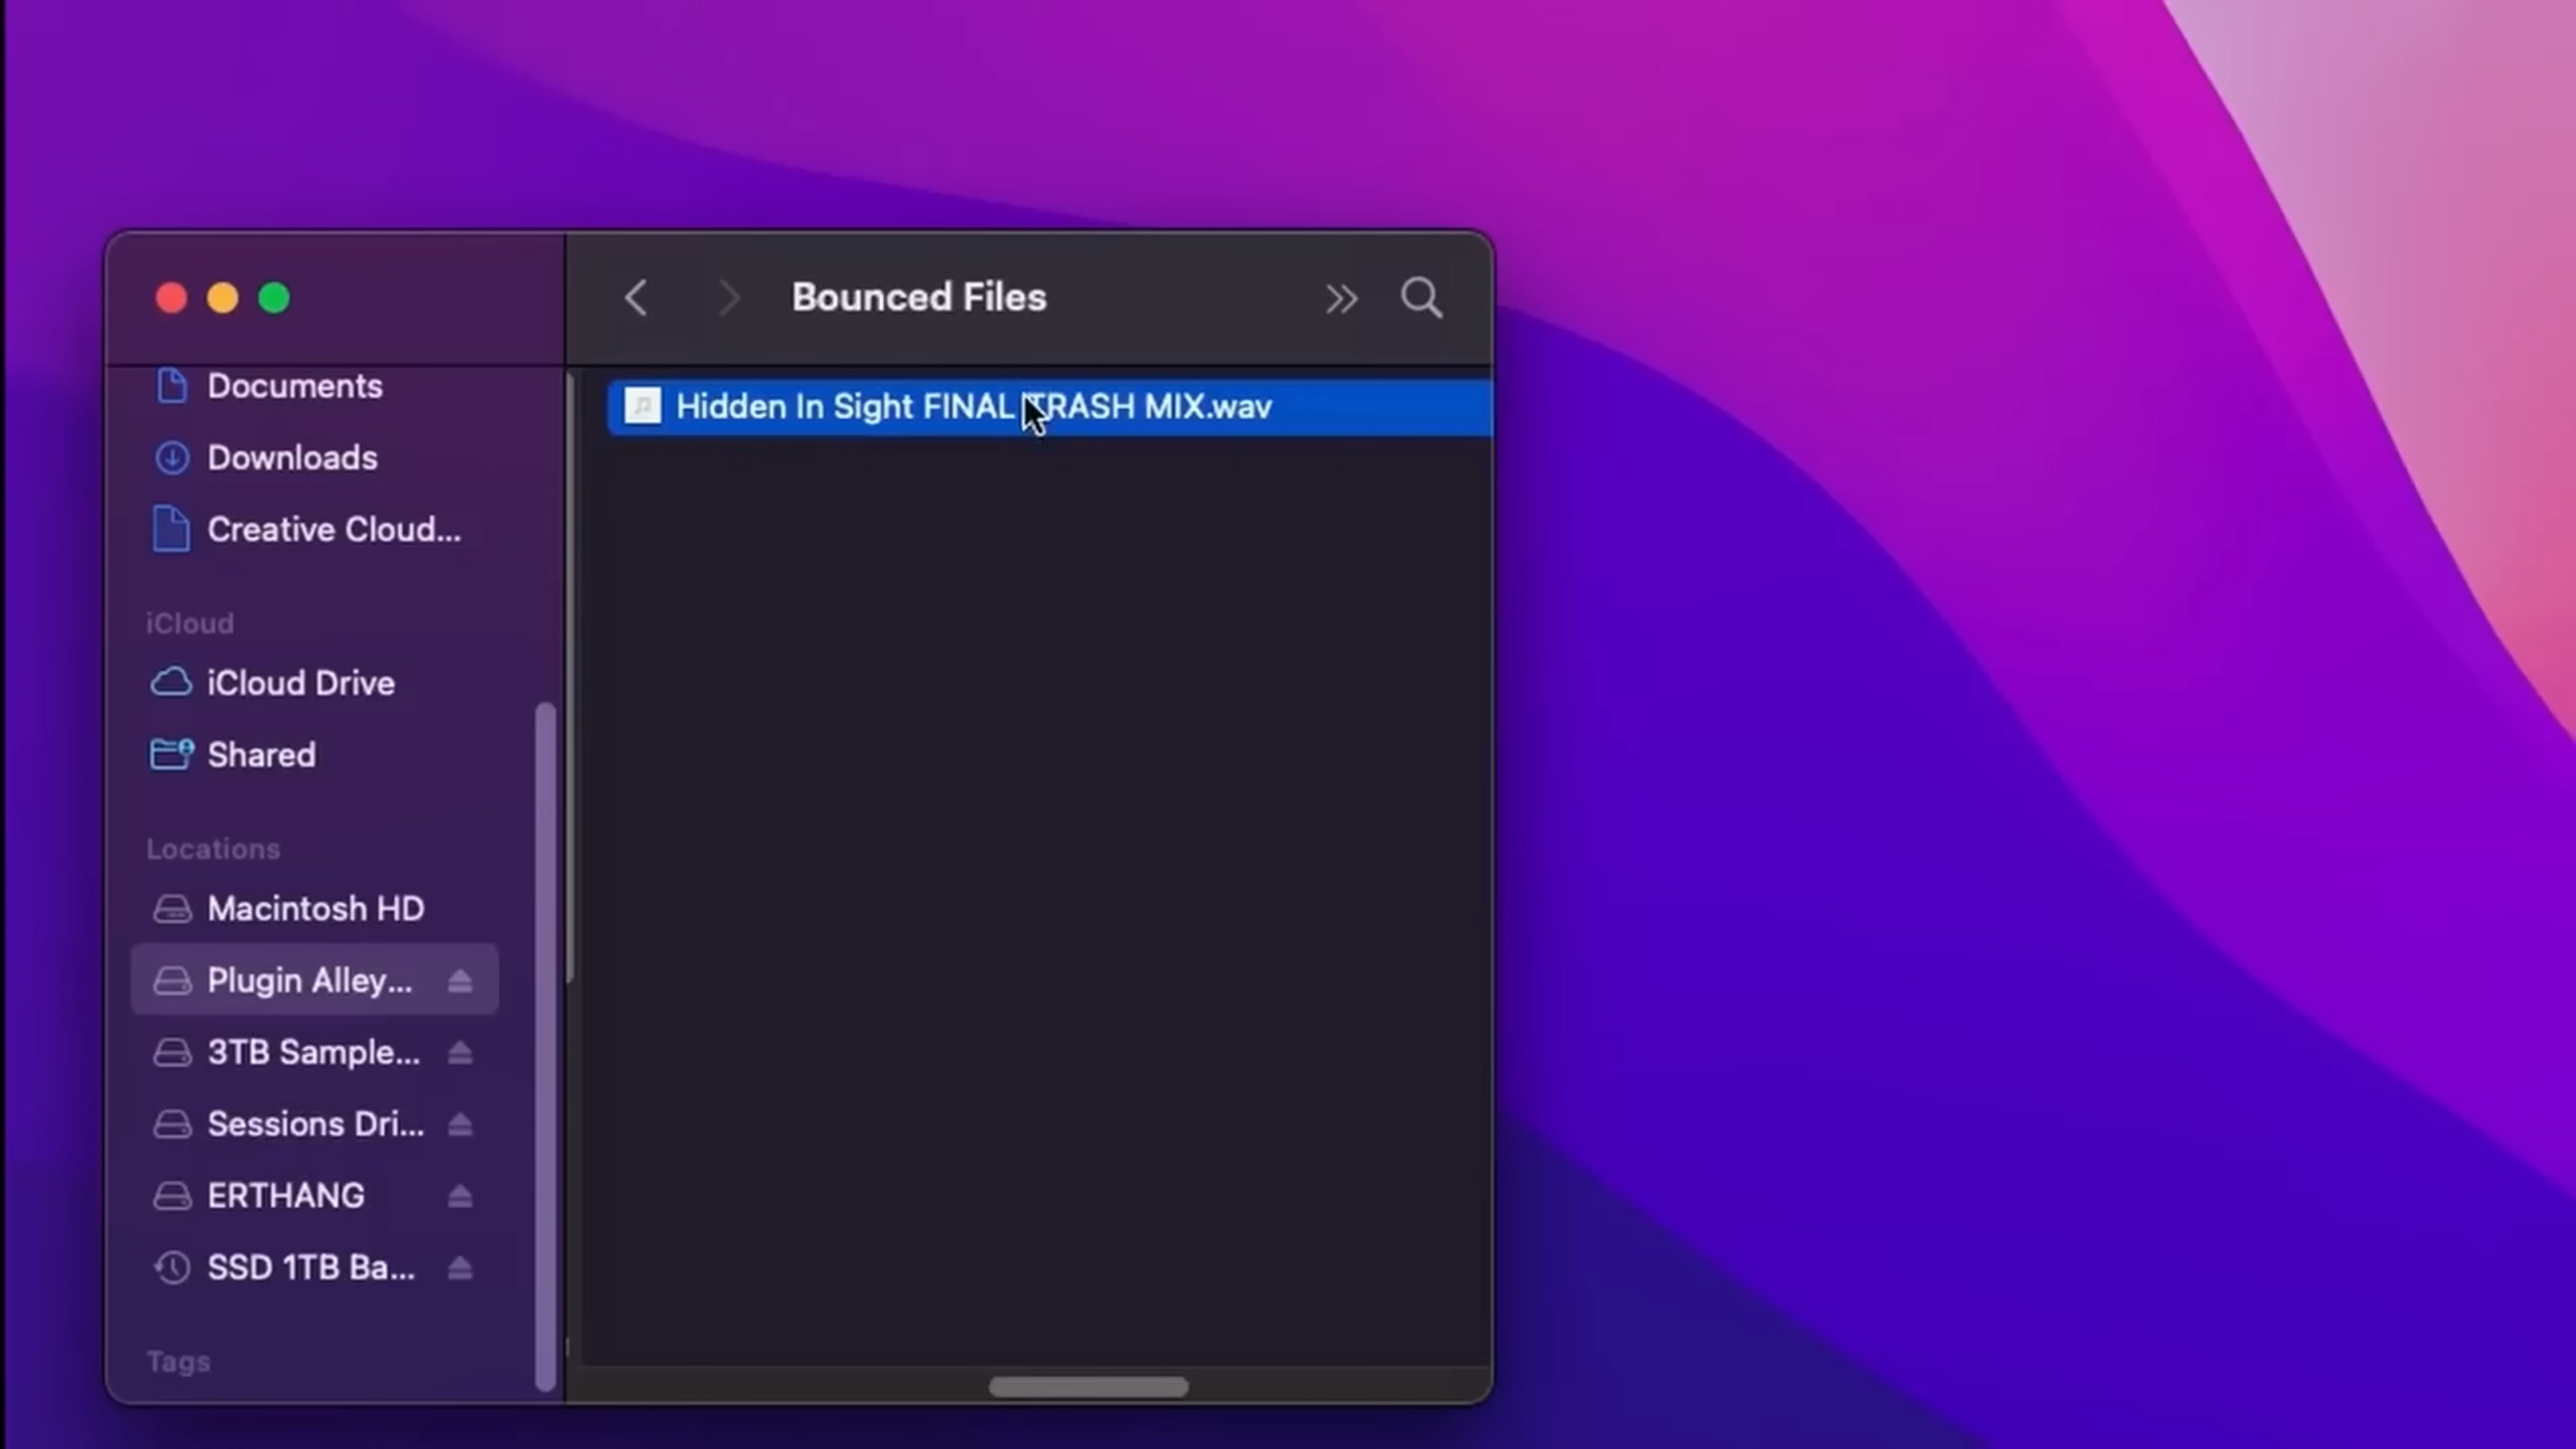 Bounced Files
Documents
Downloads
Creative Cloud...
iCloud
iCloud Drive
Shared
Locations
Macintosh HD
Plugin Alley...
3TB Sample...
Sessions Dri...
ERTHANG
SSD 1TB Ba...
Tags
Hidden In Sight FINAL TRASH MIX.wav